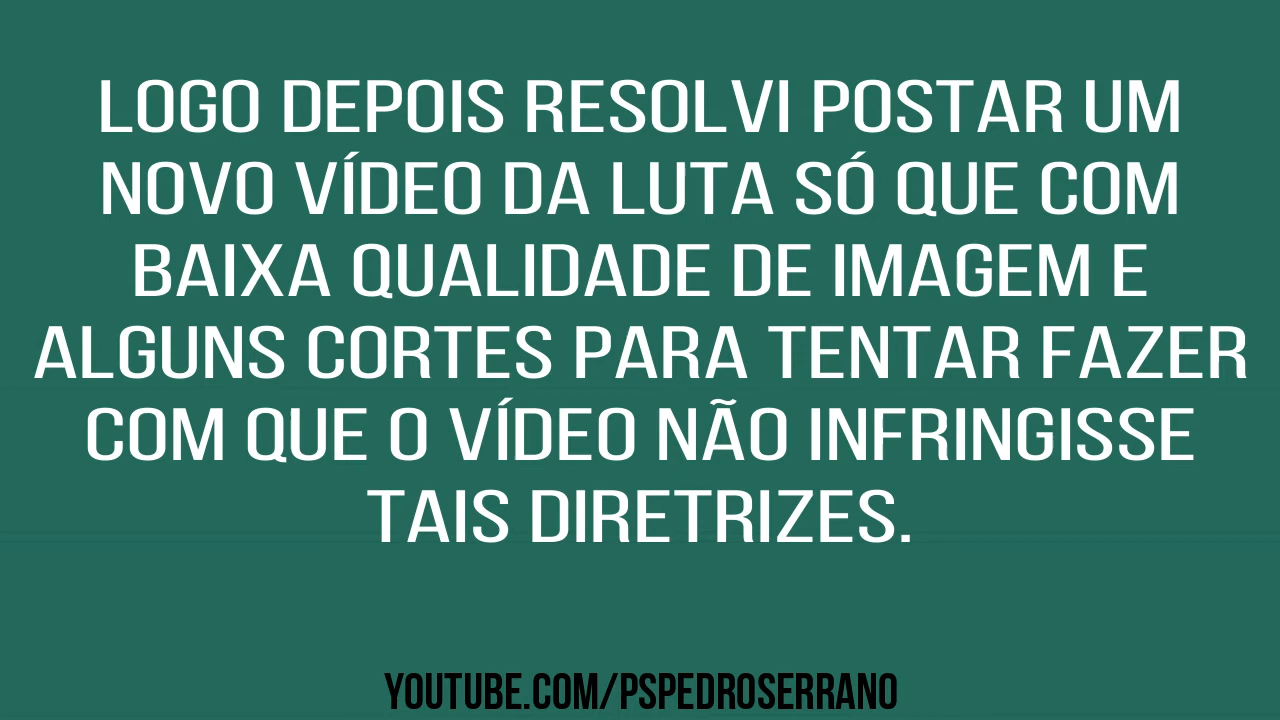 LOGO DEPOIS RESOLVI POSTAR UM
NOVO VÍDEO DA LUTA SÓ QUE COM
BAIXA QUALIDADE DE IMAGEM E
ALGUNS CORTES PARA TENTAR FAZER
COM QUE O VÍDEO NÃO INFRINGISSE
TAIS DIRETRIZES.
YOUTUBE.COM/PSPEDROSERRANO